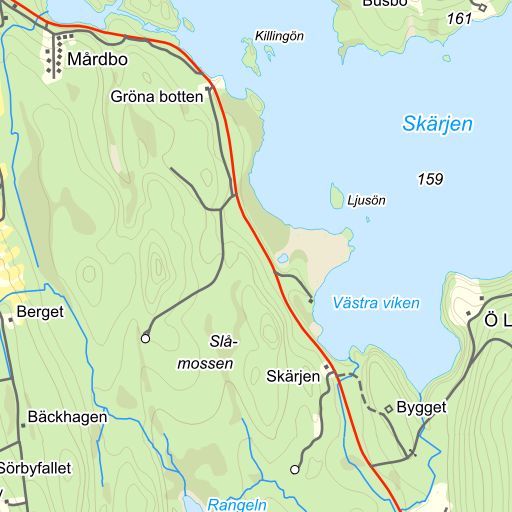 Busbo
161
Killingön
Mårdbo
Gröna botten
Skärjen
159
Ljusön
Västra viken
Berget
Ö L
Slå-
mossen
Skärjen
Bygget
Bäckhagen
Sörbyfallet
Rangeln